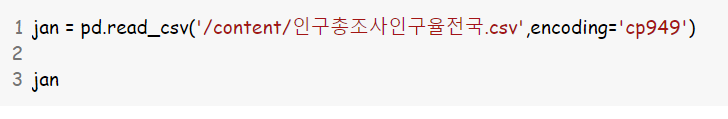 1 jan = pd.read_csv('/content/인구총조사인구율전국.csv',encoding='cp949')
2
3 jan